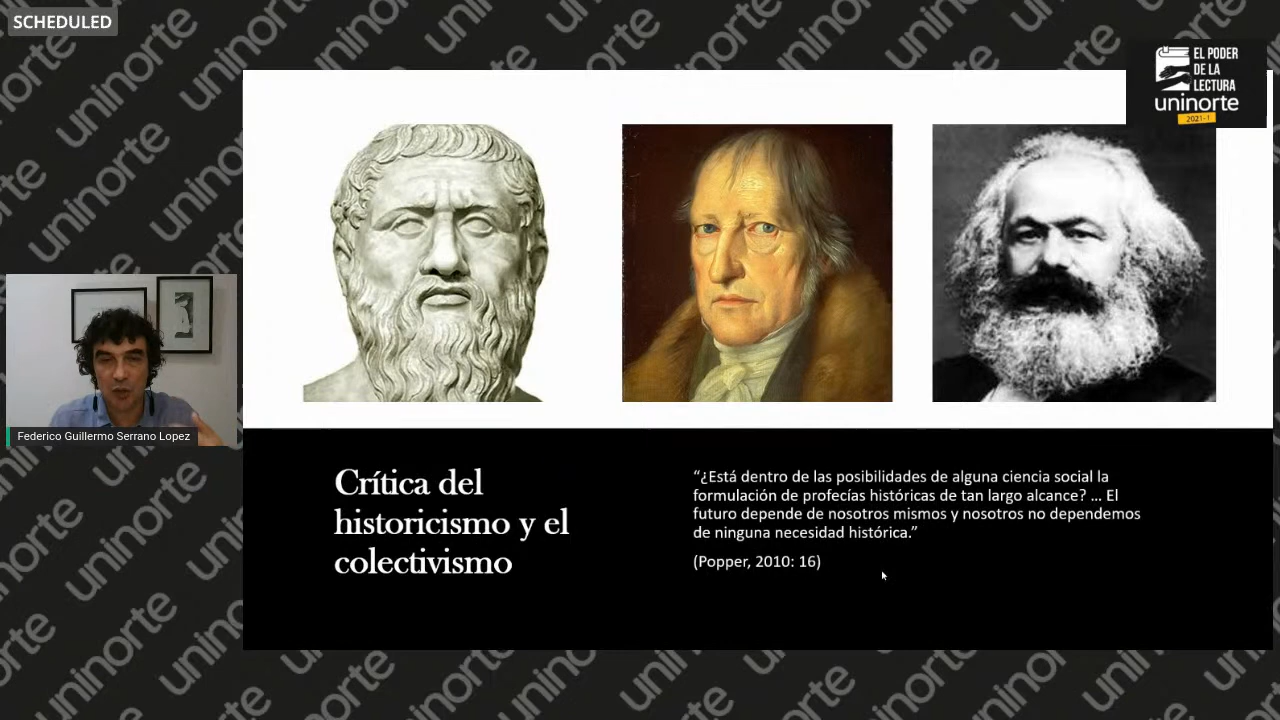 SCHEDULED
EL PODER
DE LA
LECTURA
uninorte
2021-1
Federico Guillermo Serrano Lopez
Crítica del
historicismo y el
colectivismo
“¿Está dentro de las posibilidades de alguna ciencia social la
formulación de profecías históricas de tan largo alcance? ... El
futuro depende de nosotros mismos y nosotros no dependemos
de ninguna necesidad histórica.”
(Popper, 2010: 16)